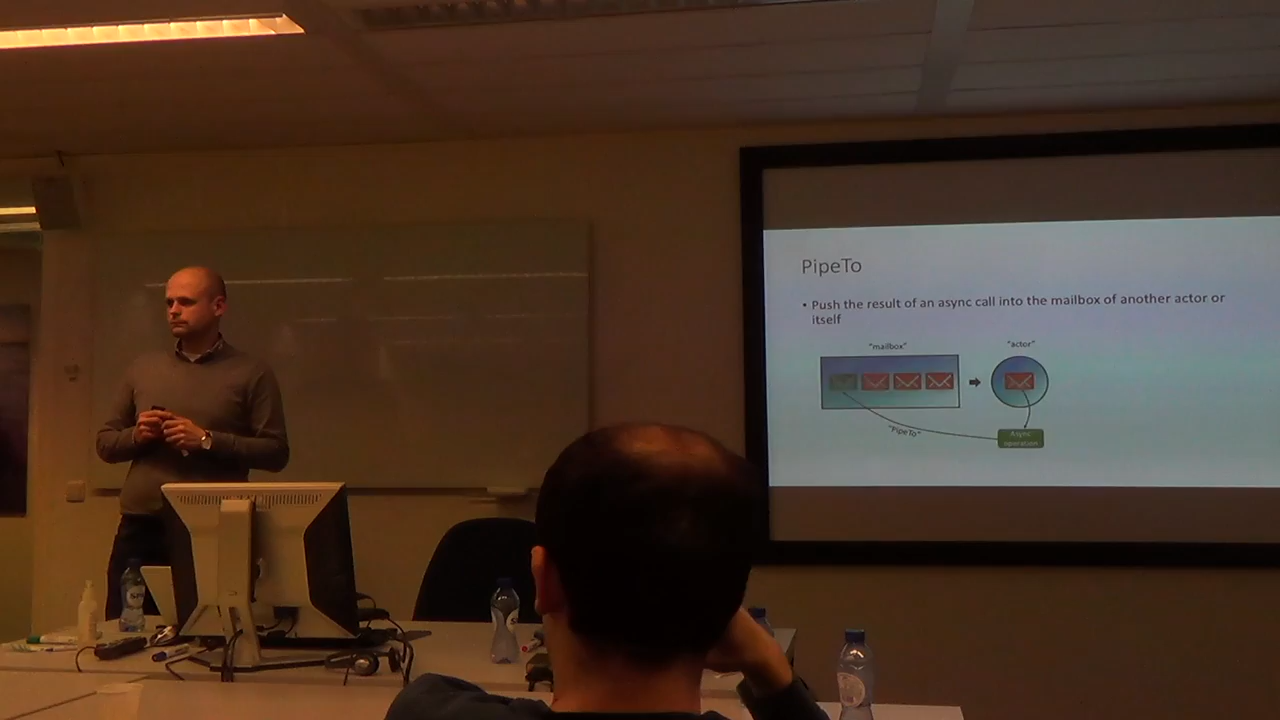 PipeTo
• Push the result of an async call into the mailbox of another actor or
itself
"mailbox"
"actor"
"PipeTo"
Async
operation